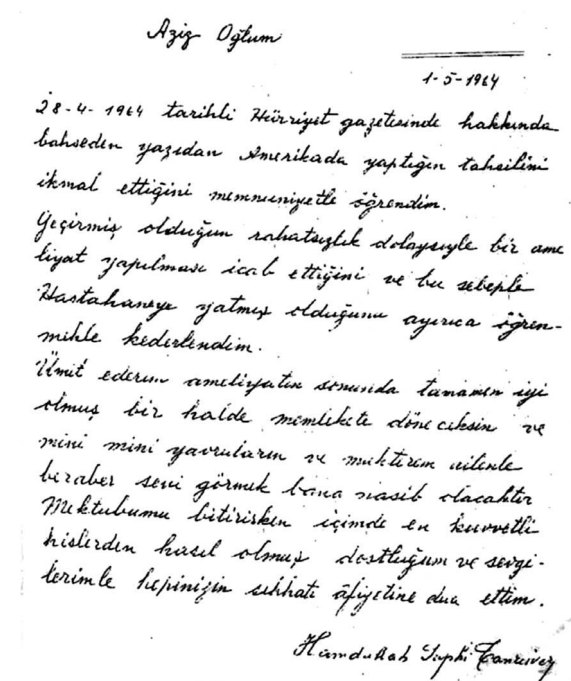 Aziz Oğlum
1-5-1964
28-4-1964 tarihli Hürriyet gazetesinde hakkında
bahseden yazıdan Amerikada yaptığın tahsilini
ikmal ettiğini memnuniyetle öğrendim.
Geçirmiş olduğun rahatsızlık dolaysıyle bir ame
liyat yapılması icab ettiğini ve bu sebeple
Hastahaneye yatmış olduğunu ayırıca öğren-
mekle kederlendim.
Ümit ederim ameliyatın sonunda tamamen iyi
olmuş bir halde memlekete döneceksin ve
mini mini yavruların ve muhterem ailenle
beraber seni görmek bana nasib olacaktır
Mektubumu bitirirken içimde en kuvvetli
hislerden hasıl olmuş dostluğum ve sevgi-
lerimle hepinizin sıhhatı âfiyetine dua ettim.
Hamdullah Suphi Tanrıöver